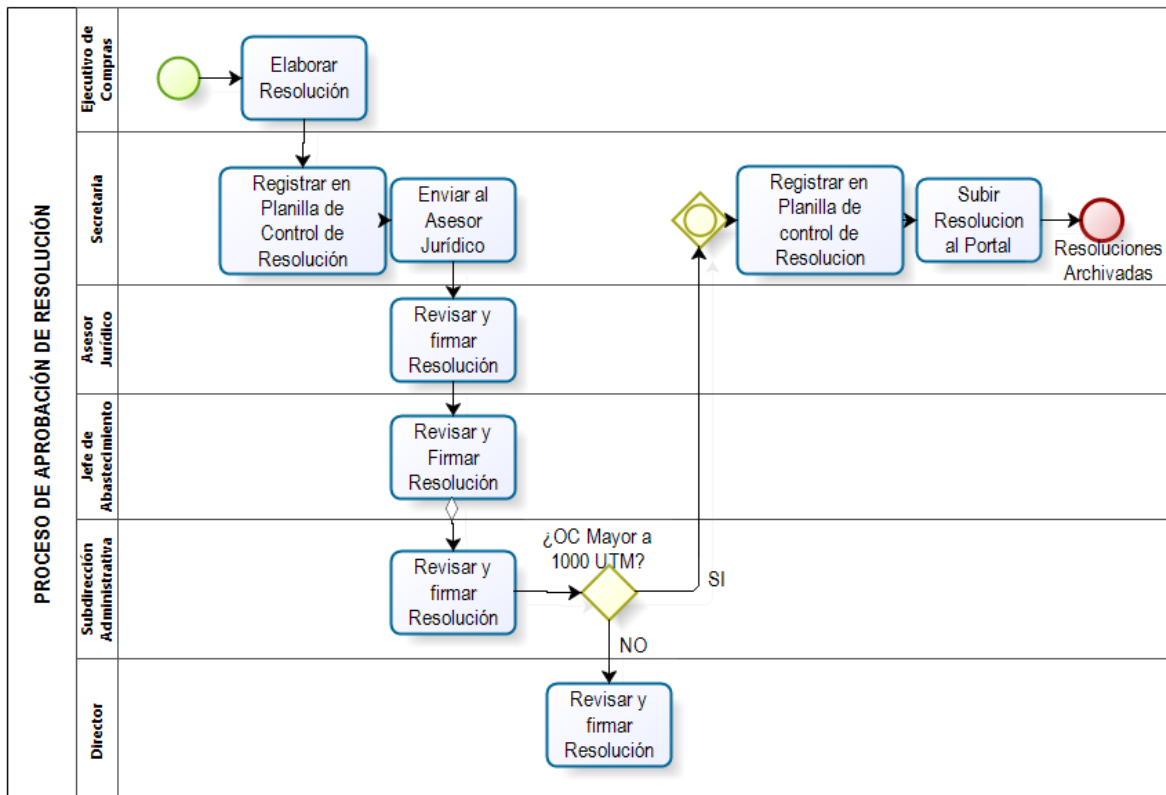 PROCESO DE APROBACIÓN DE RESOLUCIÓN
Ejecutivo de
Compras
Elaborar
Resolución
Secretaria
Registrar en
Planilla de
Control de
Resolución
Enviar al
Asesor
Jurídico
Registrar en
Planilla de
control de
Resolucion
Subir
Resolucion
al Portal
Resoluciones
Archivadas
Asesor
Jurídico
Revisar y
firmar
Resolución
Jefe de
Abastecimiento
Revisar y
Firmar
Resolución
Subdirección
Administrativa
Revisar y
firmar
Resolución
¿OC Mayor a
1000 UTM?
SI
NO
Director
Revisar y
firmar
Resolución